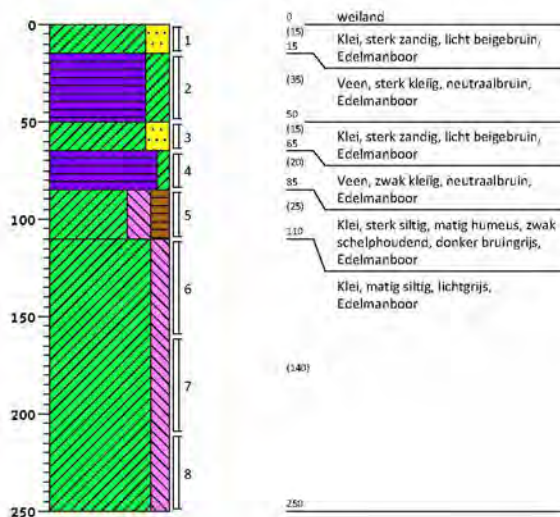 0
50
100
150
200
250
1
2
3
4
5
6
7
8
0 weiland
(15)
Klei, sterk zandig, licht beigebruin,
15
Edelmanboor
(35)
Veen, sterk kleiïg, neutraalbruin,
Edelmanboor
50
(15)
Klei, sterk zandig, licht beigebruin,
65
Edelmanboor
(20)
Veen, zwak kleiïg, neutraalbruin,
85
Edelmanboor
(25)
Klei, sterk siltig, matig humeus, zwak
110
schelphoudend, donker bruingrijs,
Edelmanboor
Klei, matig siltig, lichtgrijs,
Edelmanboor
(140)
250